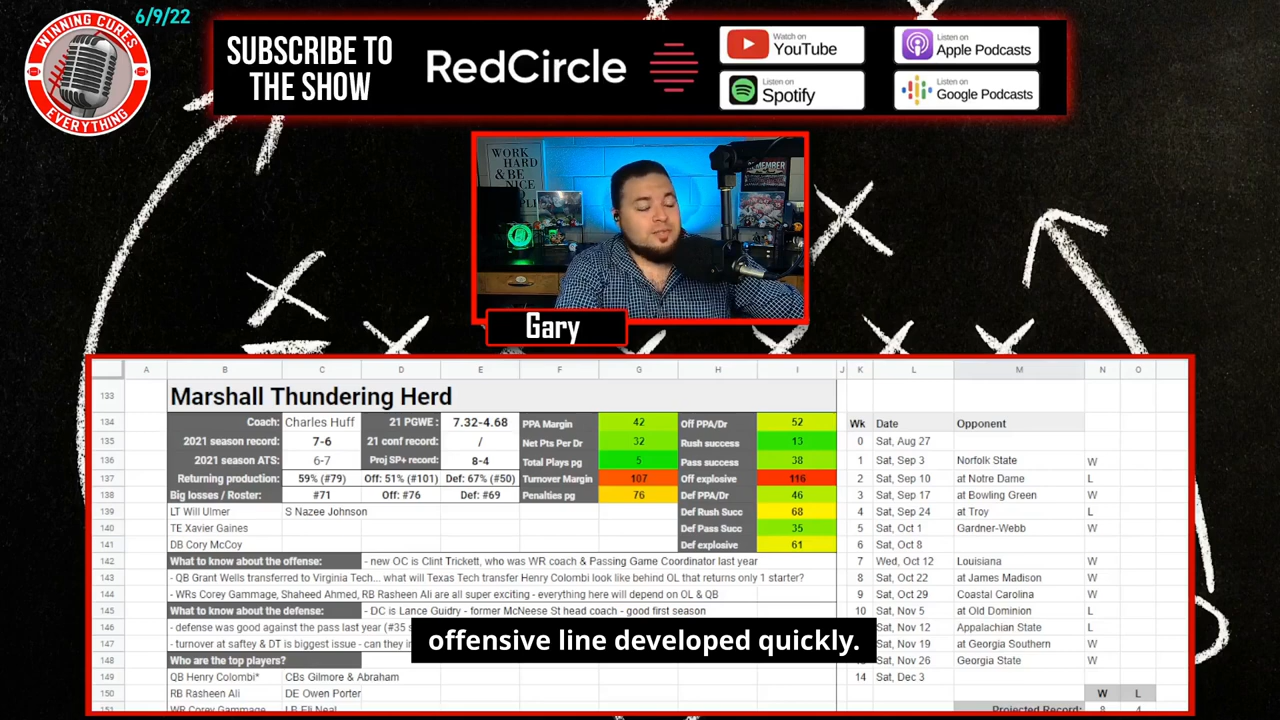 6/9/22
WINNING CURES
EVERYTHING
SUBSCRIBE TO
THE SHOW
RedCircle
Watch on
YouTube
Listen on
Spotify
Listen on
Apple Podcasts
Listen on
Google Podcasts
WORK
HARD
& BE
NICE
Gary
A B C D E F G H I J K L M N O
133 Marshall Thundering Herd
134 Coach: Charles Huff 21 PGWE : 7.32-4.68 PPA Margin 42 Off PPA/Dr 52 Wk Date Opponent
135 2021 season record: 7-6 21 conf record: / Net Pts Per Dr 32 Rush success 13 0 Sat, Aug 27
136 2021 season ATS: 6-7 Proj SP+ record: 8-4 Total Plays pg 5 Pass success 38 1 Sat, Sep 3 Norfolk State W
137 Returning production: 59% (#79) Off: 51% (#101) Def: 67% (#50) Turnover Margin 107 Off explosive 116 2 Sat, Sep 10 at Notre Dame L
138 Big losses / Roster: #71 Off: #76 Def: #69 Penalties pg 76 Def PPA/Dr 46 3 Sat, Sep 17 at Bowling Green W
139 LT Will Ulmer S Nazee Johnson Def Rush Succ 68 4 Sat, Sep 24 at Troy L
140 TE Xavier Gaines Def Pass Succ 35 5 Sat, Oct 1 Gardner-Webb W
141 DB Cory McCoy Def explosive 61 6 Sat, Oct 8
142 What to know about the offense: - new OC is Clint Trickett, who was WR coach & Passing Game Coordinator last year 7 Wed, Oct 12 Louisiana W
143 - QB Grant Wells transferred to Virginia Tech... what will Texas Tech transfer Henry Colombi look like behind OL that returns only 1 starter? 8 Sat, Oct 22 at James Madison W
144 - WRs Corey Gammage, Shaheed Ahmed, RB Rasheen Ali are all super exciting - everything here will depend on OL & QB 9 Sat, Oct 29 Coastal Carolina W
145 What to know about the defense: - DC is Lance Guidry - former McNeese St head coach - good first season 10 Sat, Nov 5 at Old Dominion L
146 - defense was good against the pass last year (#35 Sat, Nov 12 Appalachian State L
147 - turnover at saftey & DT is biggest issue - can they Sat, Nov 19 at Georgia Southern W
offensive line developed quickly.
148 Who are the top players? Sat, Nov 26 Georgia State W
149 QB Henry Colombi* CBs Gilmore & Abraham 14 Sat, Dec 3
150 RB Rasheen Ali DE Owen Porter W L
151 WR Corey Gammage LB Eli Neal Projected Record: 8 4